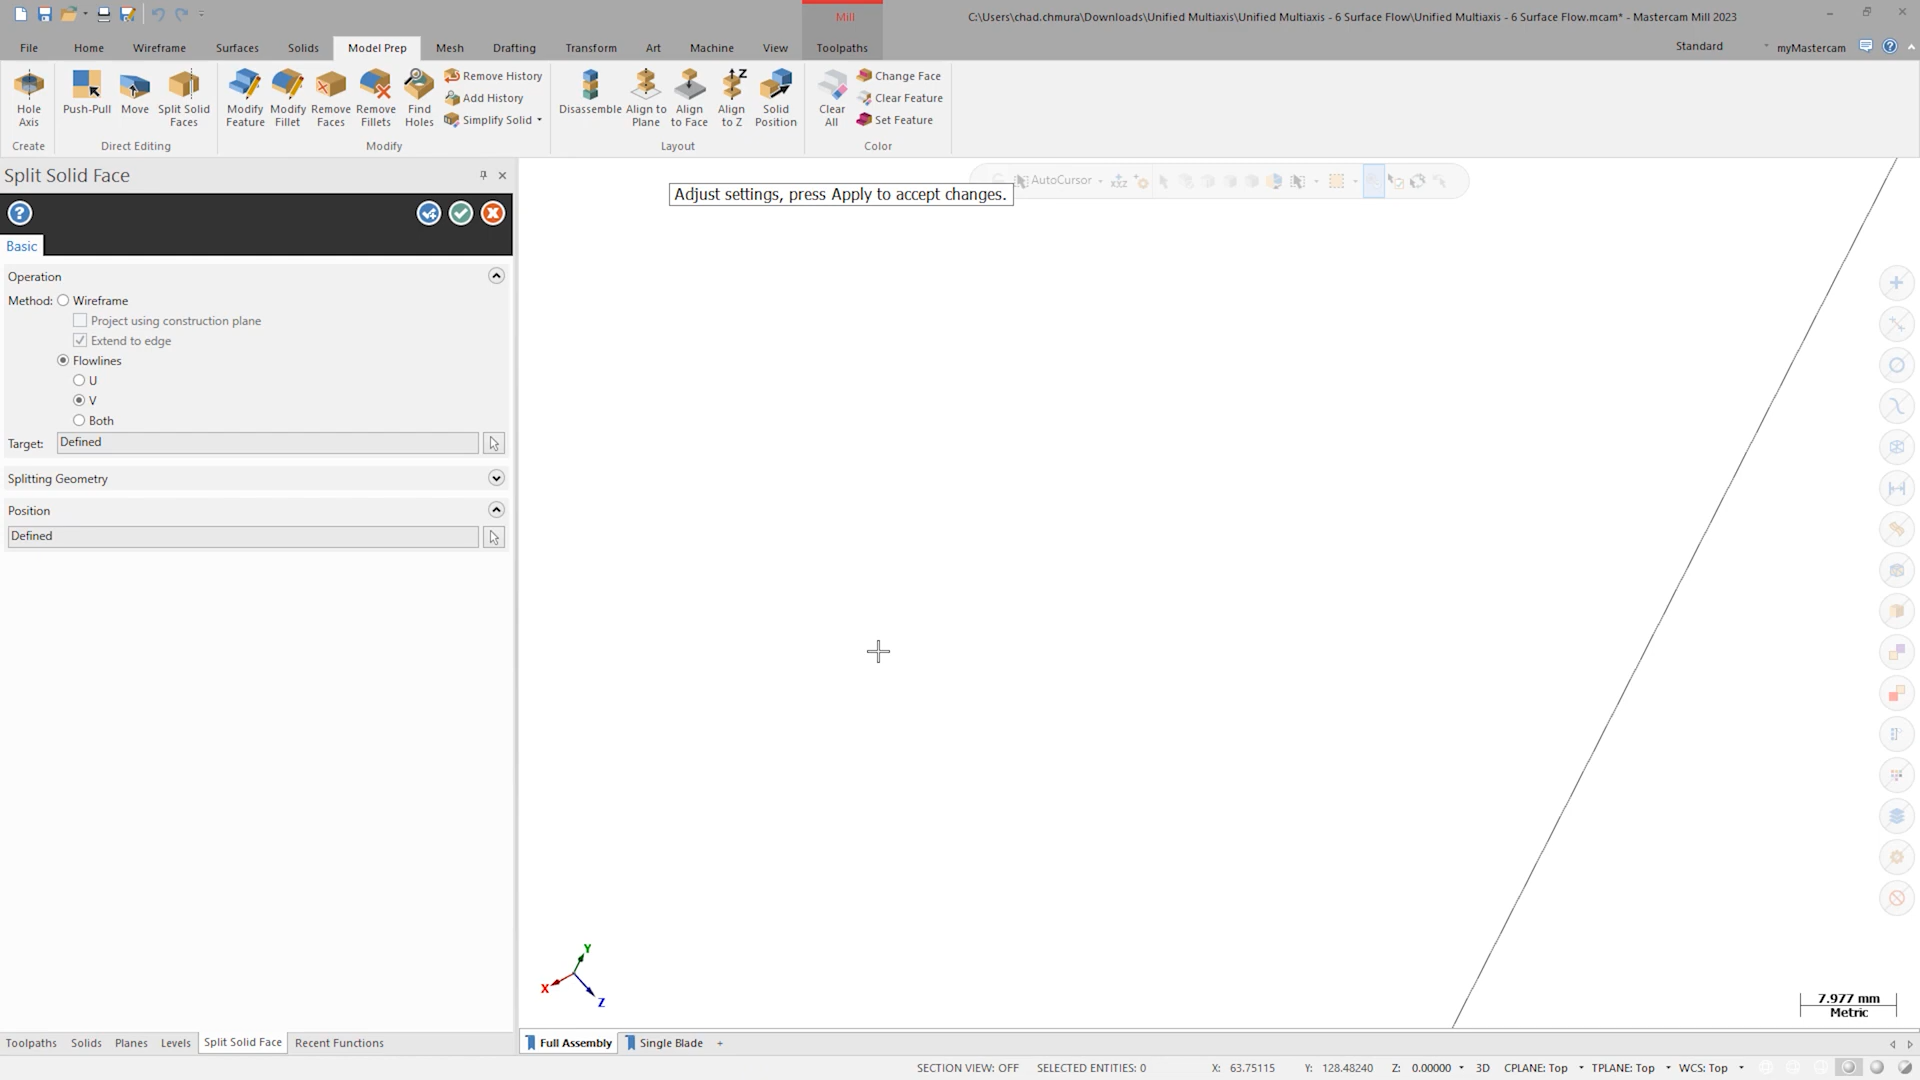 Mill
C:\Users\chad.chmura\Downloads\Unified Multiaxis\Unified Multiaxis - 6 Surface Flow\Unified Multiaxis - 6 Surface Flow.mcam* - Mastercam Mill 2023
File Home Wireframe Surfaces Solids Model Prep Mesh Drafting Transform Art Machine View Toolpaths Standard myMastercam
Hole Axis
Push-Pull
Move
Split Solid Faces
Modify Feature
Modify Fillet
Remove Faces
Remove Fillets
Find Holes
Remove History
Add History
Simplify Solid
Disassemble
Align to Plane
Align to Face
Align to Z
Solid Position
Clear All
Change Face
Clear Feature
Set Feature
Create Direct Editing Modify Layout Color
Split Solid Face
AutoCursor
Adjust settings, press Apply to accept changes.
Basic
Operation
Method: Wireframe
Project using construction plane
Extend to edge
Flowlines
U
V
Both
Target: Defined
Splitting Geometry
Position
Defined
Y
X
Z
7.977 mm
Metric
Toolpaths Solids Planes Levels Split Solid Face Recent Functions
Full Assembly Single Blade +
SECTION VIEW: OFF SELECTED ENTITIES: 0 X: 63.75115 Y: 128.48240 Z: 0.00000 3D CPLANE: Top TPLANE: Top WCS: Top